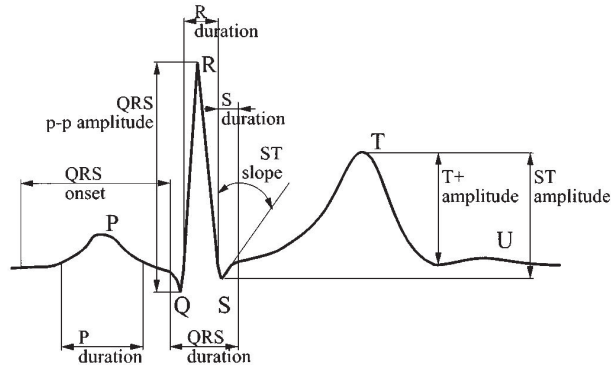 R
duration
R
QRS
p-p amplitude
S
duration
ST
slope
T
T+
amplitude
ST
amplitude
QRS
onset
P
U
Q
S
P
duration
QRS
duration